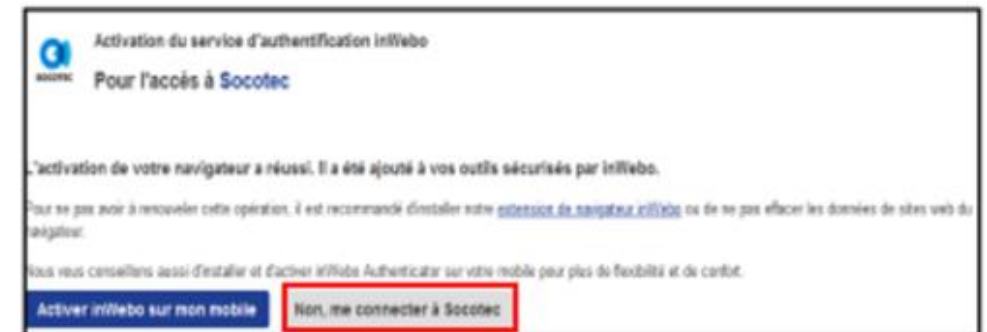 Activation du service d'authentification inWebo
SOCOTEC
Pour l'accès à Socotec
L'activation de votre navigateur a réussi. Il a été ajouté à vos outils sécurisés par inWebo.
Pour ne pas avoir à renouveler cette opération, il est recommandé d'installer notre extension de navigateur inWebo ou de ne pas effacer les données de sites web du
navigateur.
Nous vous conseillons aussi d'installer et d'activer inWebo Authenticator sur votre mobile pour plus de flexibilité et de confort.
Activer inWebo sur mon mobile
Non, me connecter à Socotec